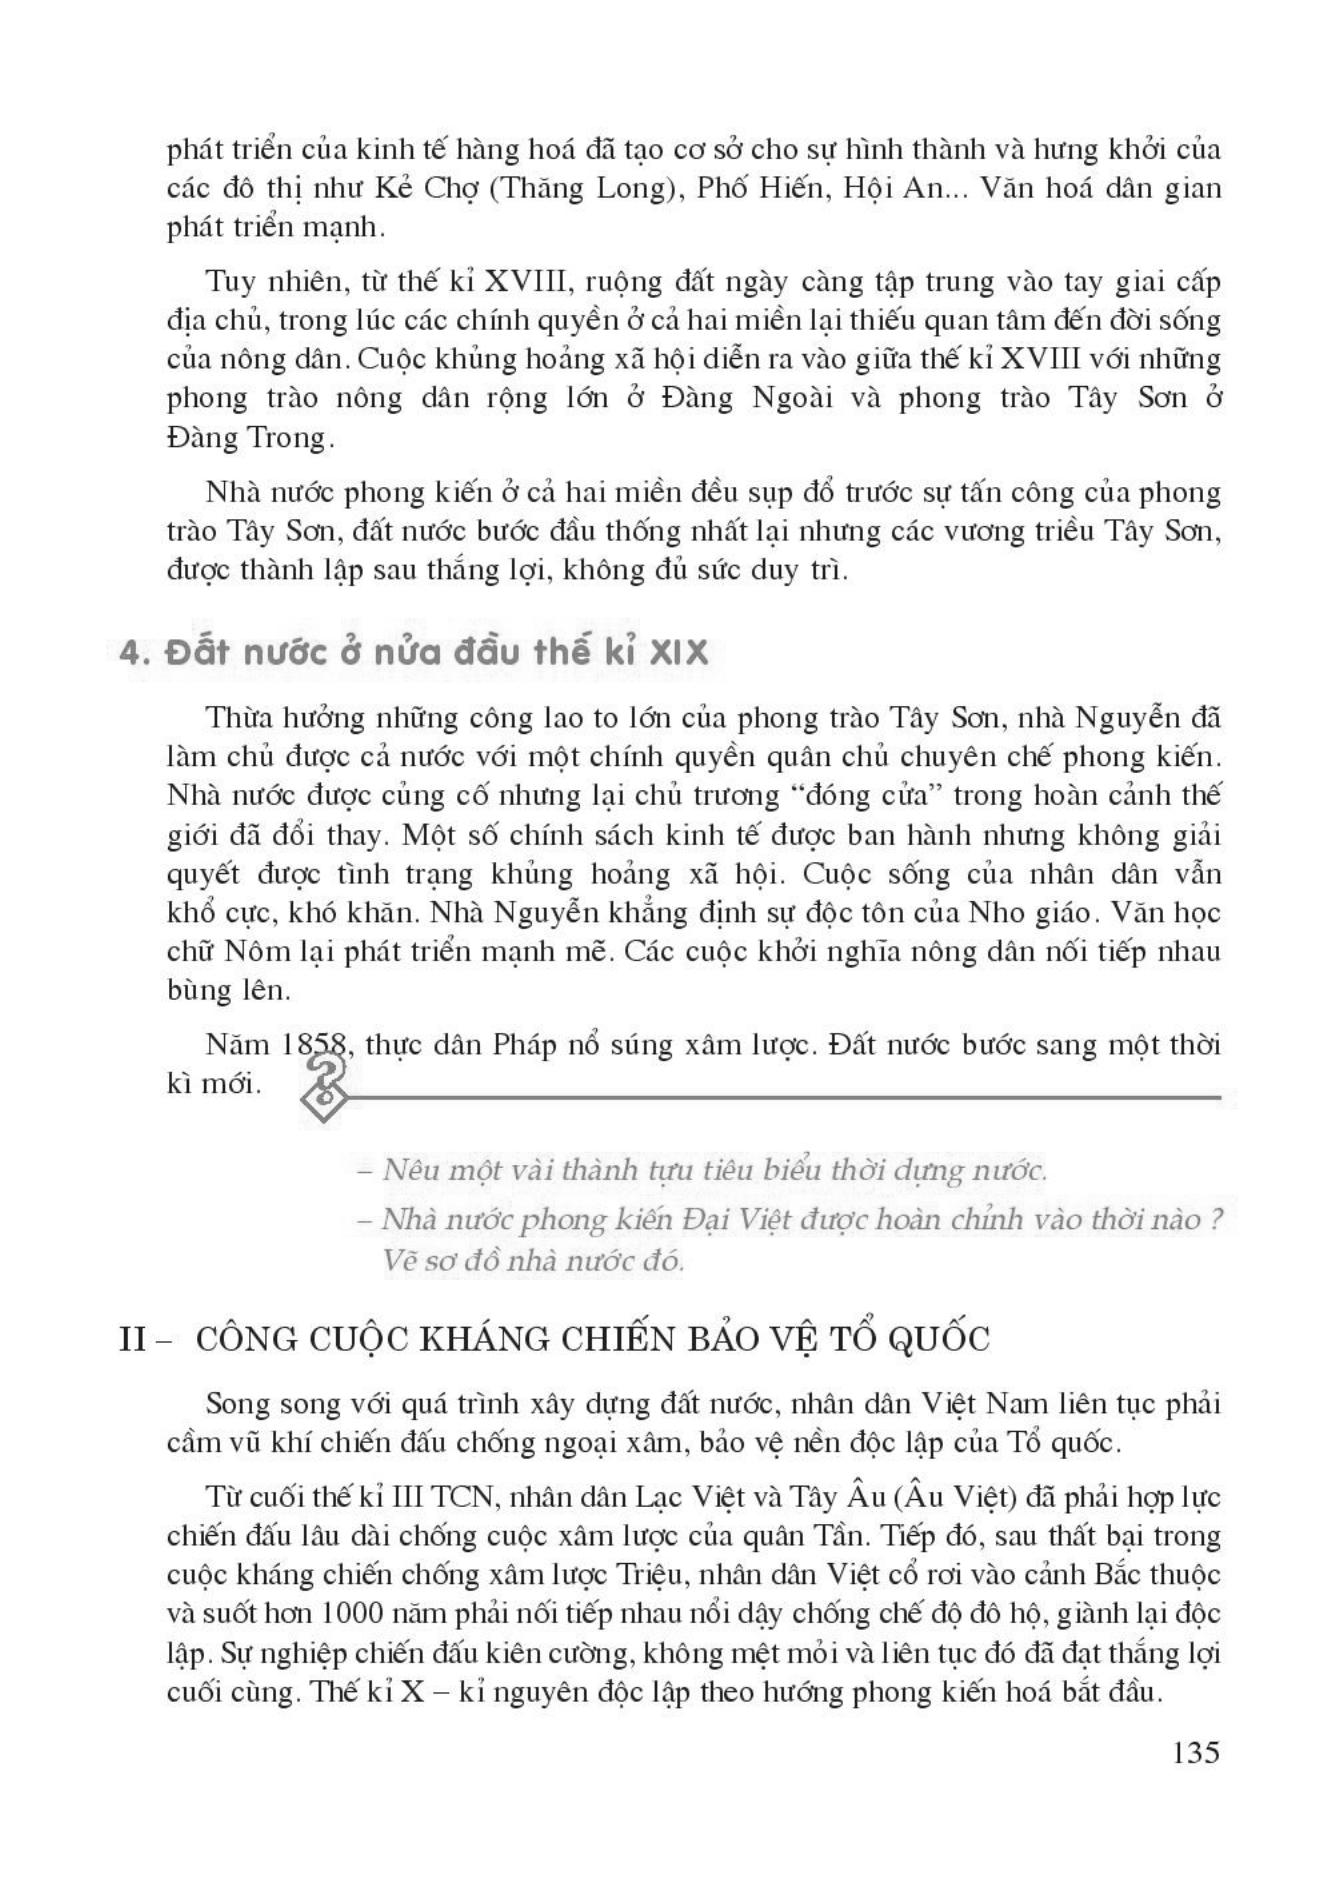 phát triển của kinh tế hàng hoá đã tạo cơ sở cho sự hình thành và hưng khởi của
các đô thị như Kẻ Chợ (Thăng Long), Phố Hiến, Hội An... Văn hoá dân gian
phát triển mạnh.
Tuy nhiên, từ thế kỉ XVIII, ruộng đất ngày càng tập trung vào tay giai cấp
địa chủ, trong lúc các chính quyền ở cả hai miền lại thiếu quan tâm đến đời sống
của nông dân. Cuộc khủng hoảng xã hội diễn ra vào giữa thế kỉ XVIII với những
phong trào nông dân rộng lớn ở Đàng Ngoài và phong trào Tây Sơn ở
Đàng Trong.
Nhà nước phong kiến ở cả hai miền đều sụp đổ trước sự tấn công của phong
trào Tây Sơn, đất nước bước đầu thống nhất lại nhưng các vương triều Tây Sơn,
được thành lập sau thắng lợi, không đủ sức duy trì.
4. Đất nước ở nửa đầu thế kỉ XIX
Thừa hưởng những công lao to lớn của phong trào Tây Sơn, nhà Nguyễn đã
làm chủ được cả nước với một chính quyền quân chủ chuyên chế phong kiến.
Nhà nước được củng cố nhưng lại chủ trương “đóng cửa” trong hoàn cảnh thế
giới đã đổi thay. Một số chính sách kinh tế được ban hành nhưng không giải
quyết được tình trạng khủng hoảng xã hội. Cuộc sống của nhân dân vẫn
khổ cực, khó khăn. Nhà Nguyễn khẳng định sự độc tôn của Nho giáo. Văn học
chữ Nôm lại phát triển mạnh mẽ. Các cuộc khởi nghĩa nông dân nối tiếp nhau
bùng lên.
Năm 1858, thực dân Pháp nổ súng xâm lược. Đất nước bước sang một thời
kì mới.
?
– Nêu một vài thành tựu tiêu biểu thời dựng nước.
– Nhà nước phong kiến Đại Việt được hoàn chỉnh vào thời nào ?
Vẽ sơ đồ nhà nước đó.
II – CÔNG CUỘC KHÁNG CHIẾN BẢO VỆ TỔ QUỐC
Song song với quá trình xây dựng đất nước, nhân dân Việt Nam liên tục phải
cầm vũ khí chiến đấu chống ngoại xâm, bảo vệ nền độc lập của Tổ quốc.
Từ cuối thế kỉ III TCN, nhân dân Lạc Việt và Tây Âu (Âu Việt) đã phải hợp lực
chiến đấu lâu dài chống cuộc xâm lược của quân Tần. Tiếp đó, sau thất bại trong
cuộc kháng chiến chống xâm lược Triệu, nhân dân Việt cổ rơi vào cảnh Bắc thuộc
và suốt hơn 1000 năm phải nối tiếp nhau nổi dậy chống chế độ đô hộ, giành lại độc
lập. Sự nghiệp chiến đấu kiên cường, không mệt mỏi và liên tục đó đã đạt thắng lợi
cuối cùng. Thế kỉ X – kỉ nguyên độc lập theo hướng phong kiến hoá bắt đầu.
135